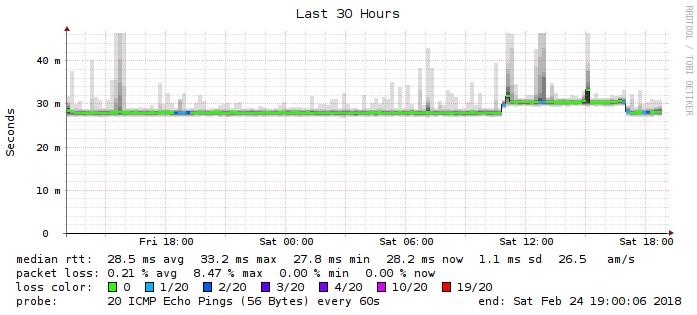 Last 30 Hours
RRDTOOL / TOBI OETIKER
Seconds
40 m
30 m
20 m
10 m
0
Fri 18:00 Sat 00:00 Sat 06:00 Sat 12:00 Sat 18:00
median rtt: 28.5 ms avg 33.2 ms max 27.8 ms min 28.2 ms now 1.1 ms sd 26.5 am/s
packet loss: 0.21 % avg 8.47 % max 0.00 % min 0.00 % now
loss color: 0 1/20 2/20 3/20 4/20 10/20 19/20
probe: 20 ICMP Echo Pings (56 Bytes) every 60s end: Sat Feb 24 19:00:06 2018